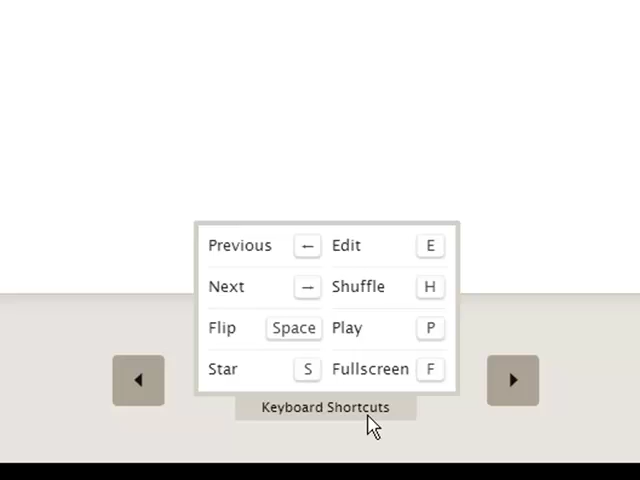 Previous ← Edit E
Next → Shuffle H
Flip Space Play P
Star S Fullscreen F
Keyboard Shortcuts